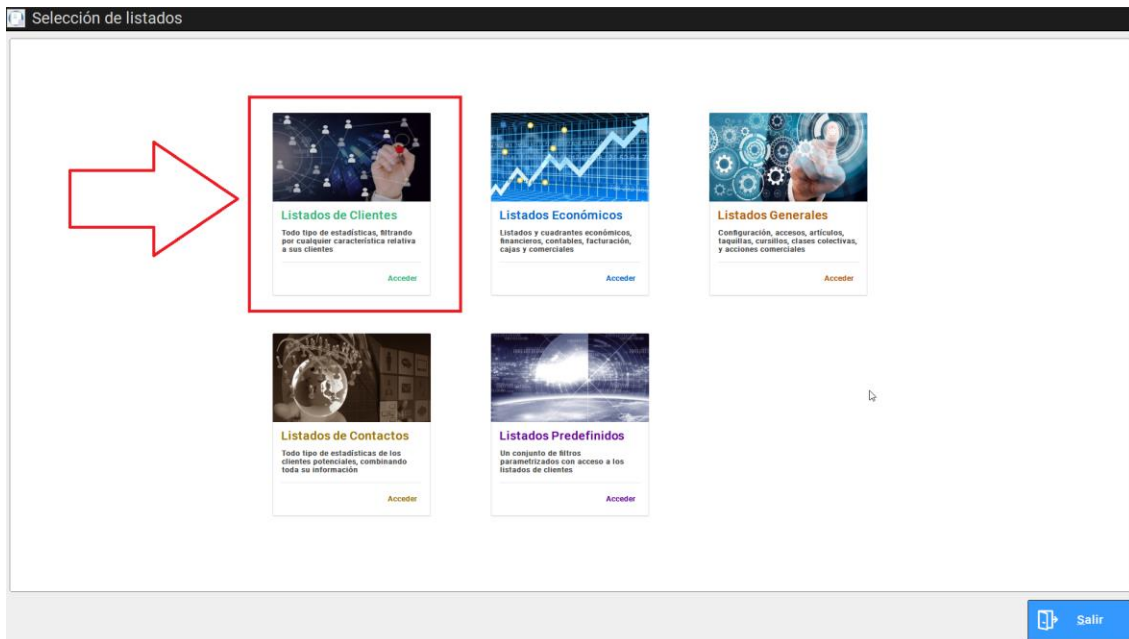 Selección de listados
Listados de Clientes
Todo tipo de estadísticas, filtrando
por cualquier característica relativa
a sus clientes
Acceder
Listados Económicos
Listados y cuadrantes económicos,
financieros, contables, facturación,
cajas y comerciales
Acceder
Listados Generales
Configuración, accesos, artículos,
taquillas, cursillos, clases colectivas,
y acciones comerciales
Acceder
Listados de Contactos
Todo tipo de estadísticas de los
clientes potenciales, combinando
toda su información
Acceder
Listados Predefinidos
Un conjunto de filtros
parametrizados con acceso a los
listados de clientes
Acceder
Salir